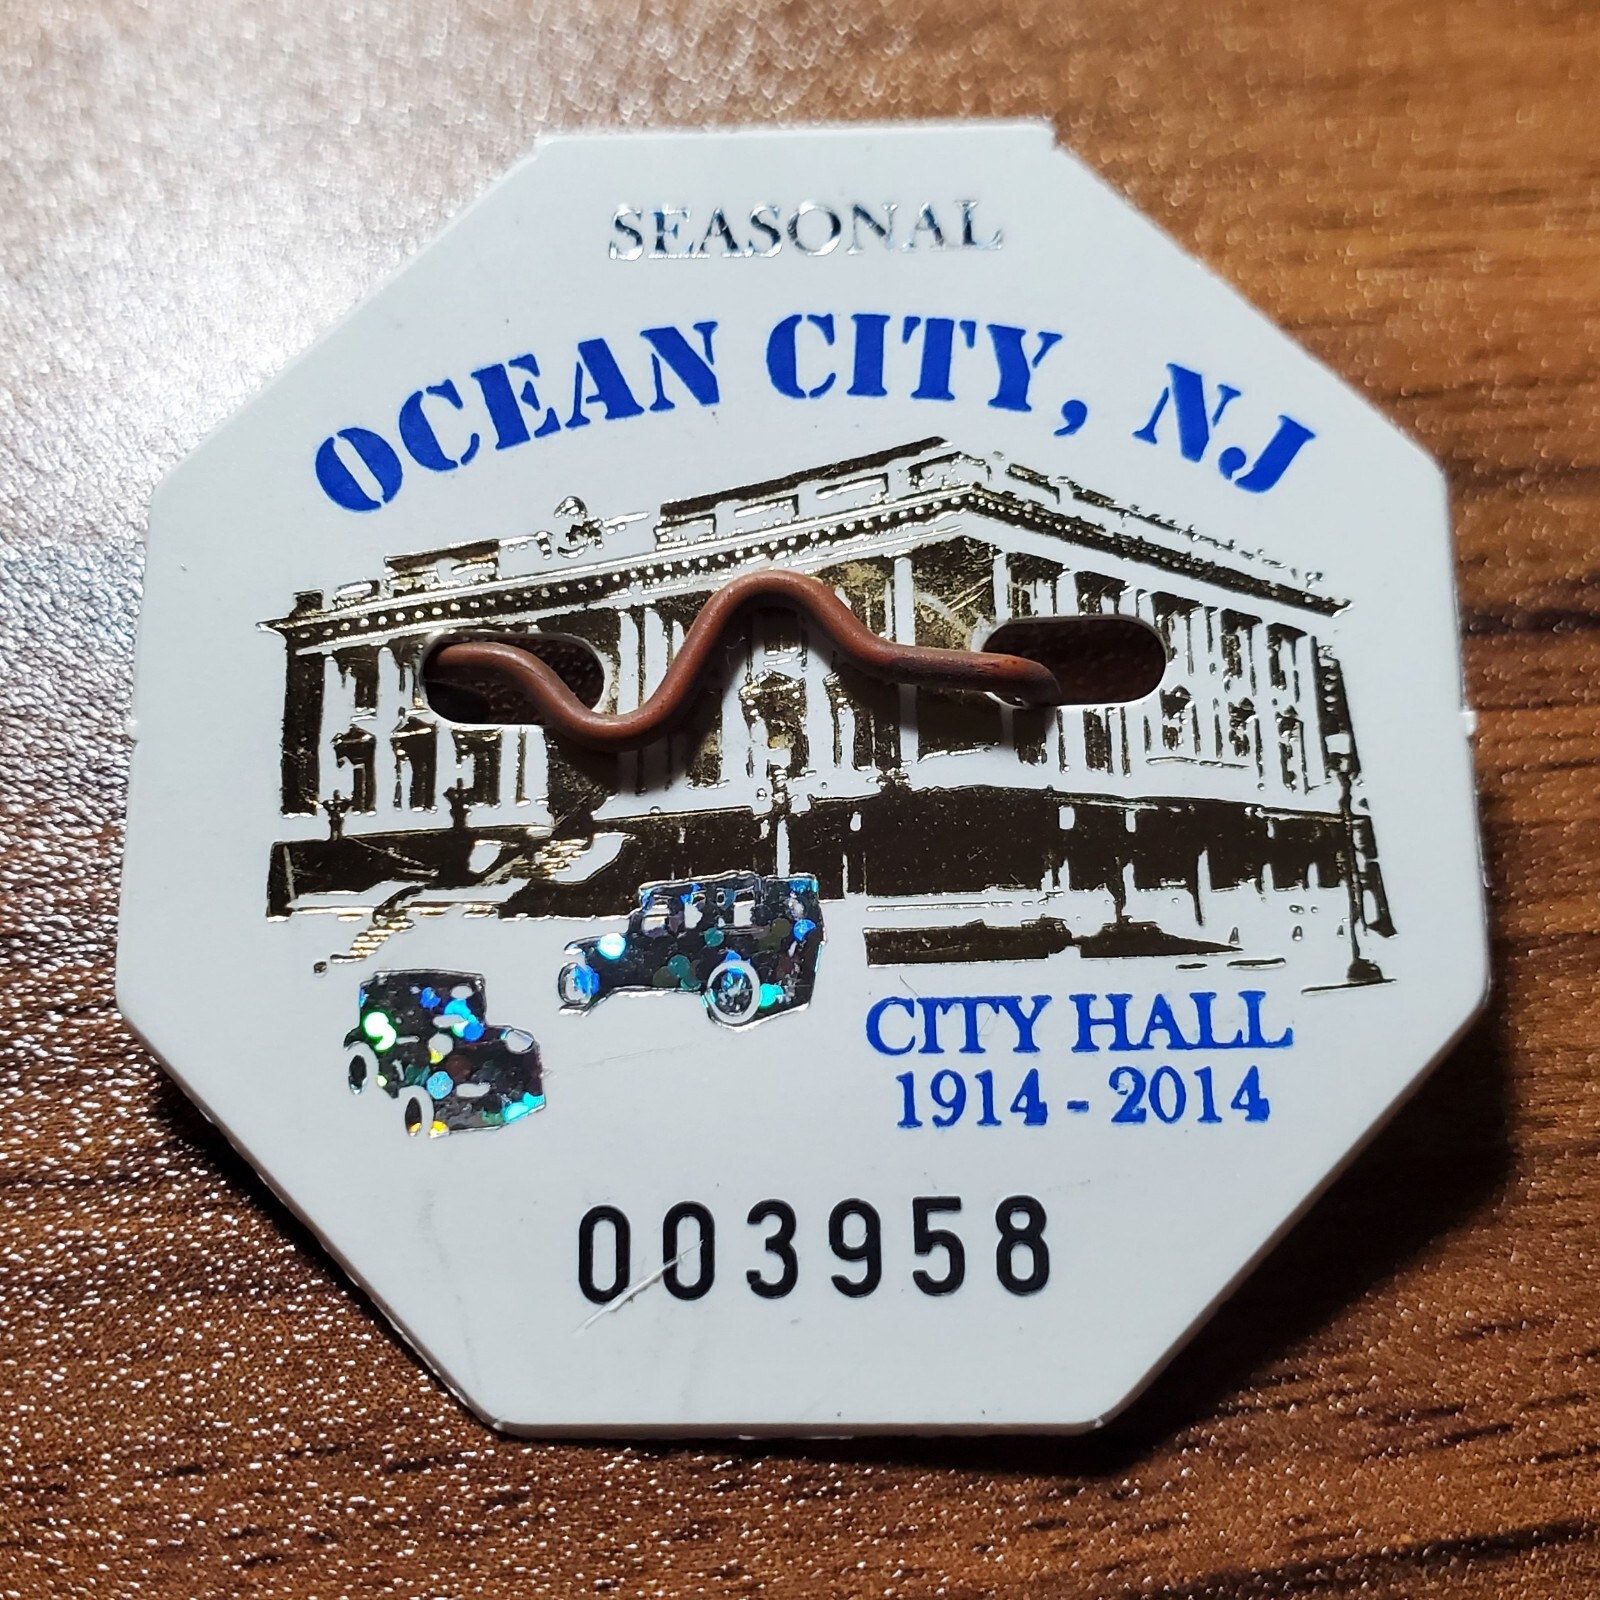 SEASONAL
OCEAN CITY, NJ
CITY HALL
1914 - 2014
003958